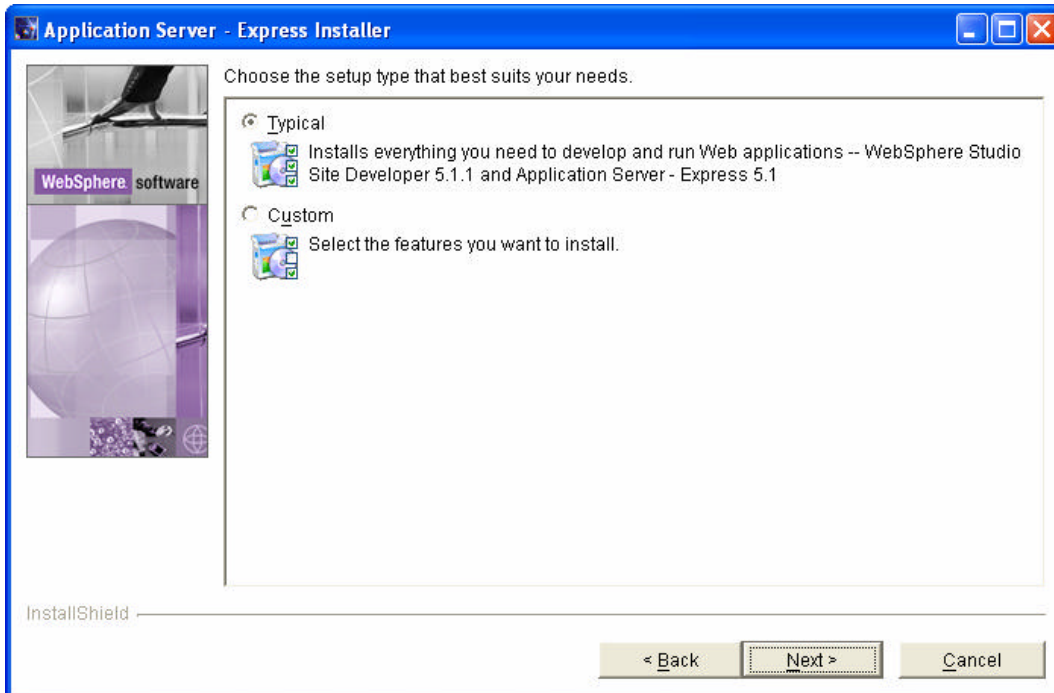 Application Server - Express Installer
Choose the setup type that best suits your needs.
Typical
Installs everything you need to develop and run Web applications -- WebSphere Studio
Site Developer 5.1.1 and Application Server - Express 5.1
WebSphere. software
Custom
Select the features you want to install.
InstallShield
< Back
Next >
Cancel